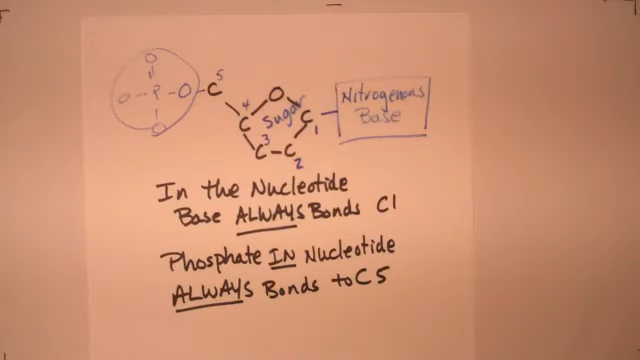 O
O - P - O - C 5
O
4 C O C 1
Sugar
3 C - C 2
Nitrogenous
Base
In the Nucleotide
Base ALWAYS Bonds C1
Phosphate IN Nucleotide
ALWAYS Bonds to C5